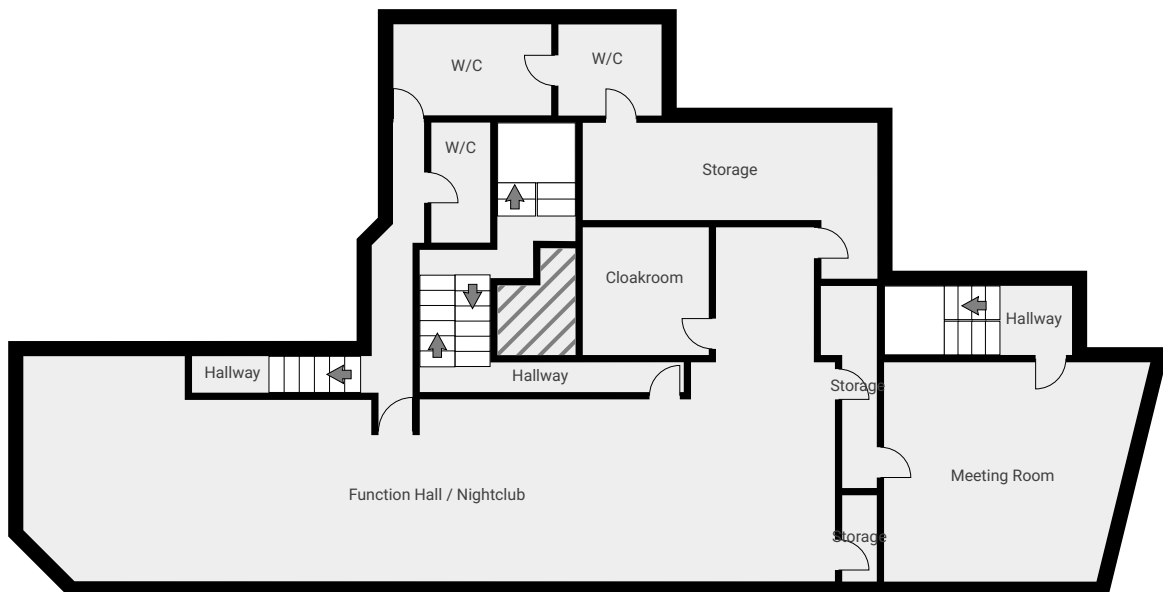 W/C
W/C
W/C
Storage
Cloakroom
Hallway
Hallway
Hallway
Storage
Meeting Room
Function Hall / Nightclub
Storage